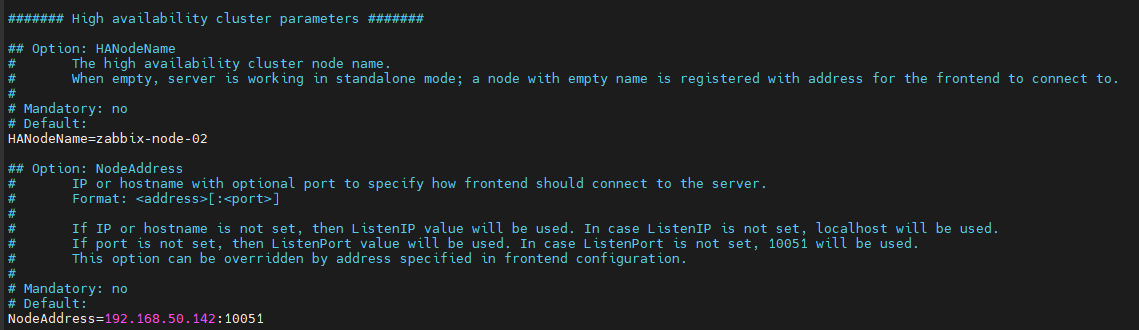 ####### High availability cluster parameters #######
## Option: HANodeName
#       The high availability cluster node name.
#       When empty, server is working in standalone mode; a node with empty name is registered with address for the frontend to connect to.
#
# Mandatory: no
# Default:
HANodeName=zabbix-node-02
## Option: NodeAddress
#       IP or hostname with optional port to specify how frontend should connect to the server.
#       Format: <address>[:<port>]
#
#       If IP or hostname is not set, then ListenIP value will be used. In case ListenIP is not set, localhost will be used.
#       If port is not set, then ListenPort value will be used. In case ListenPort is not set, 10051 will be used.
#       This option can be overridden by address specified in frontend configuration.
#
# Mandatory: no
# Default:
NodeAddress=192.168.50.142:10051